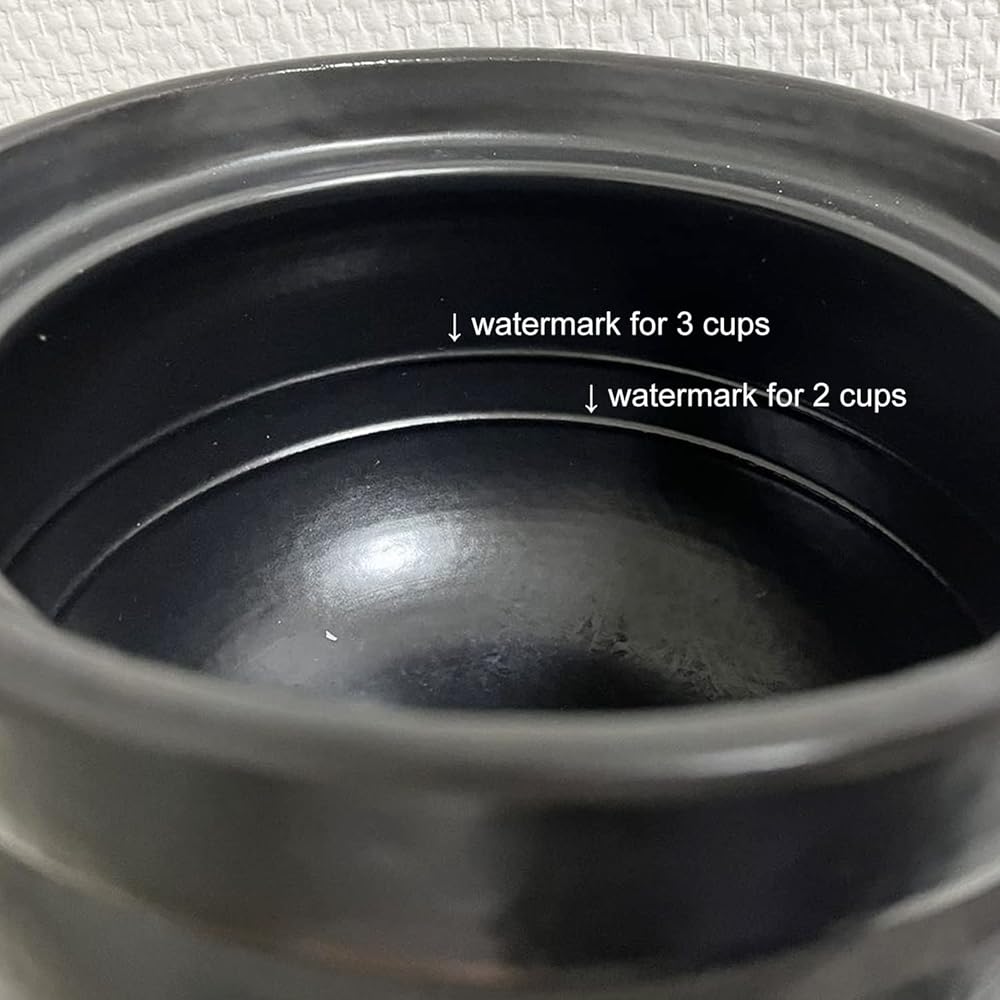 ↓ watermark for 3 cups
↓ watermark for 2 cups